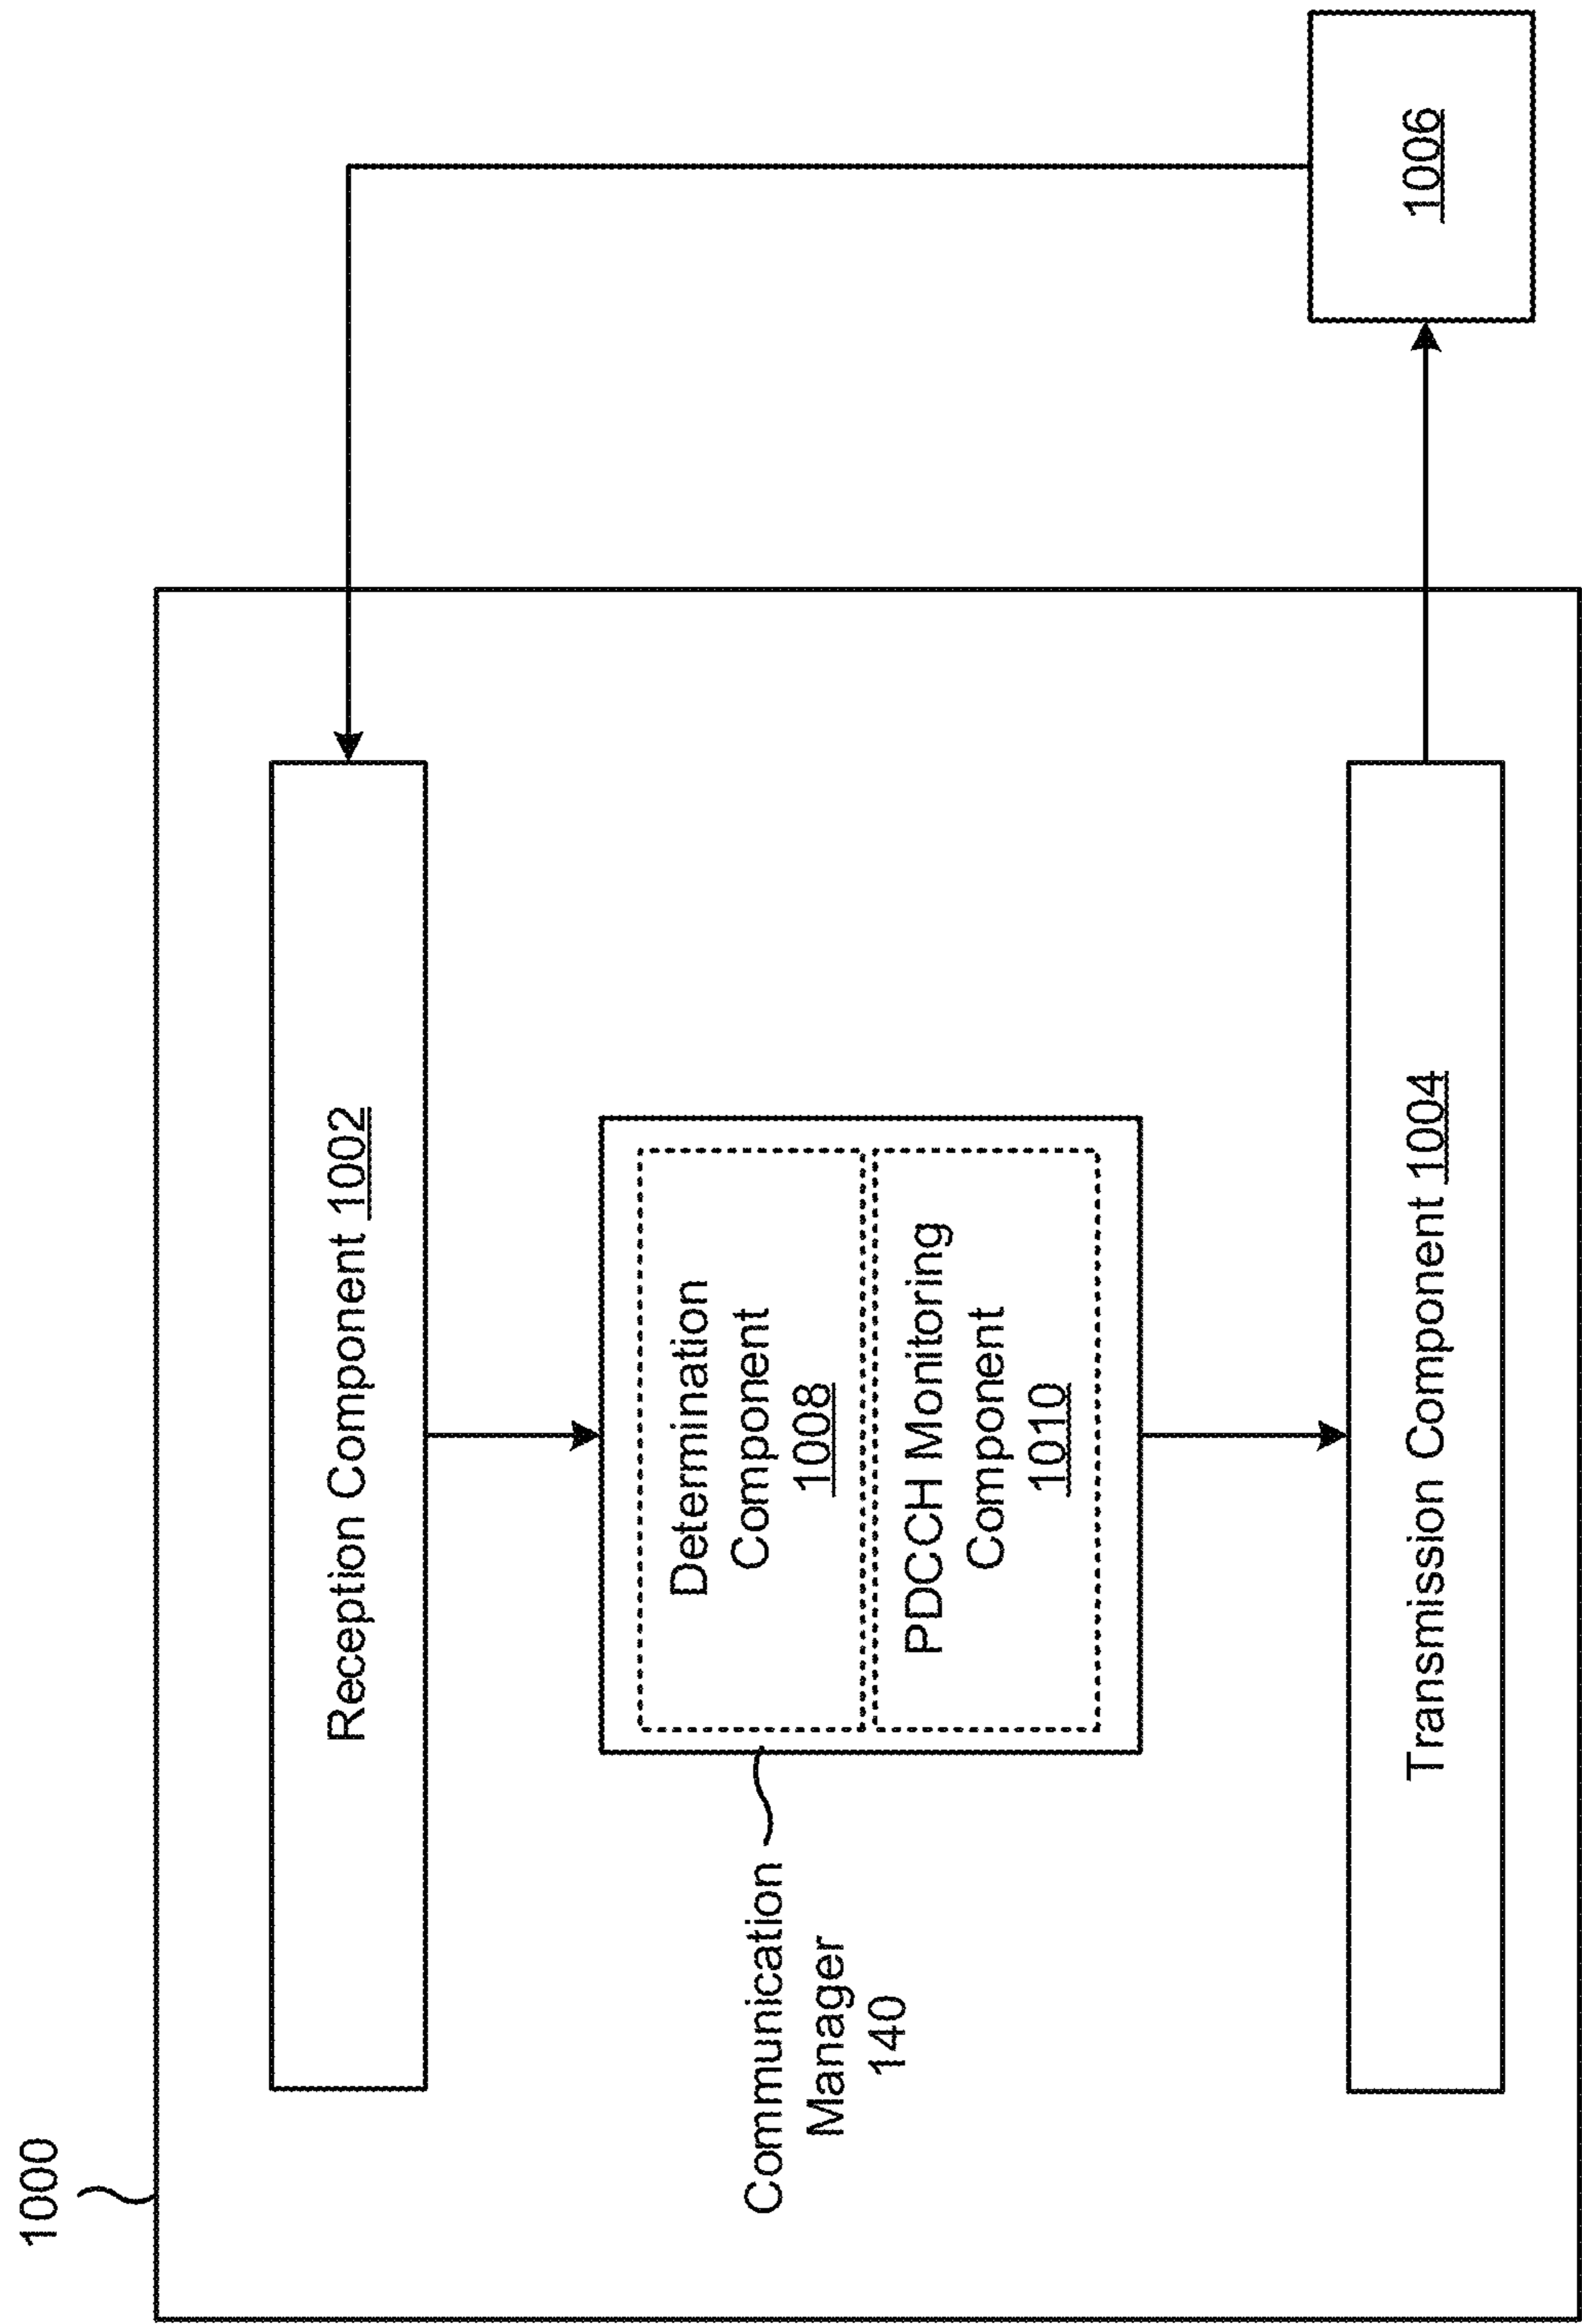 1000
Reception Component 1002
Communication
Manager
140
Determination
Component
1008
PDCCH Monitoring
Component
1010
Transmission Component 1004
1006